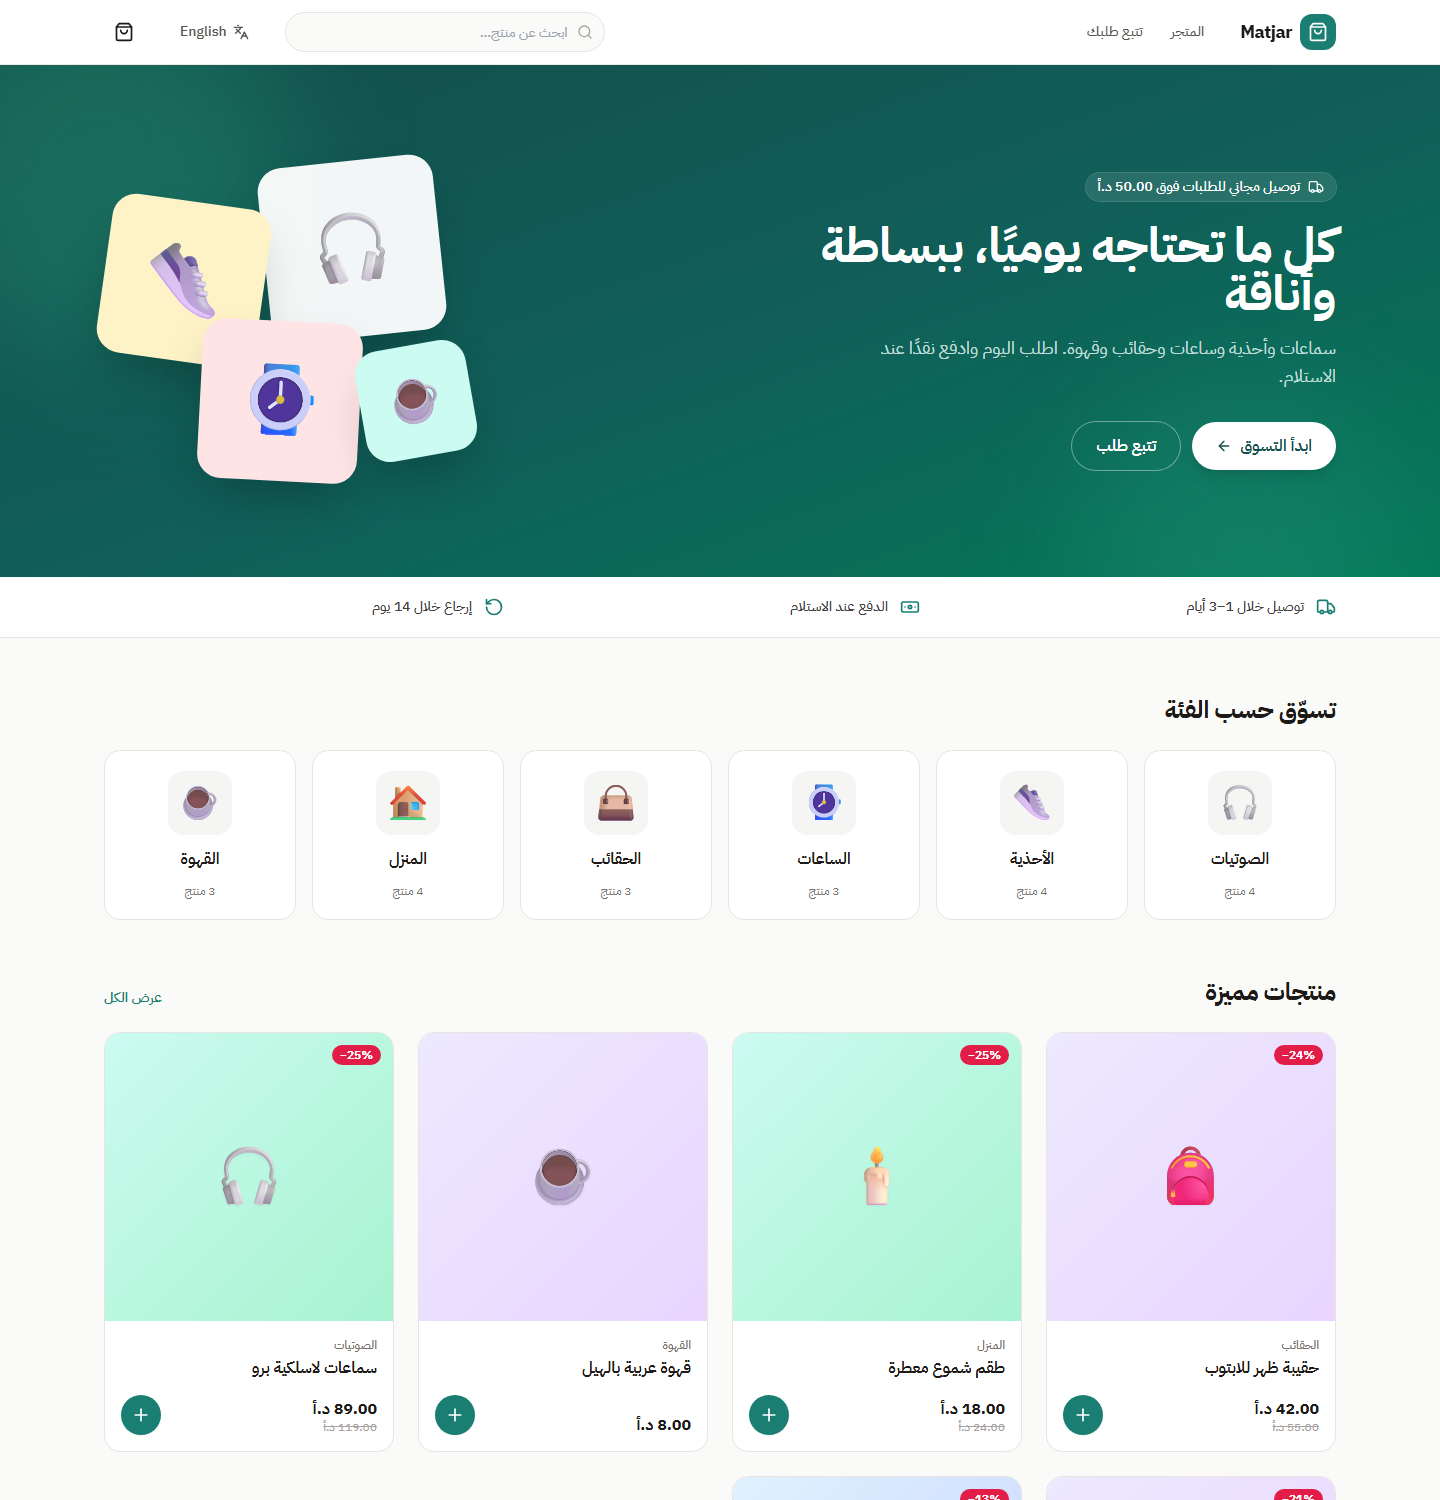 Matjar
المتجر
تتبع طلبك
ابحث عن منتج...
English
توصيل مجاني للطلبات فوق 50.00 د.أ
كل ما تحتاجه يوميًا، ببساطة
وأناقة
سماعات وأحذية وساعات وحقائب وقهوة. اطلب اليوم وادفع نقدًا عند
الاستلام.
ابدأ التسوق
تتبع طلب
توصيل خلال 1–3 أيام
الدفع عند الاستلام
إرجاع خلال 14 يوم
تسوّق حسب الفئة
الصوتيات
4 منتج
الأحذية
4 منتج
الساعات
3 منتج
الحقائب
3 منتج
المنزل
4 منتج
القهوة
3 منتج
منتجات مميزة
عرض الكل
−24%
الحقائب
حقيبة ظهر للابتوب
42.00 د.أ
55.00 د.أ
−25%
المنزل
طقم شموع معطرة
18.00 د.أ
24.00 د.أ
القهوة
قهوة عربية بالهيل
8.00 د.أ
−25%
الصوتيات
سماعات لاسلكية برو
89.00 د.أ
119.00 د.أ
−21%
−13%